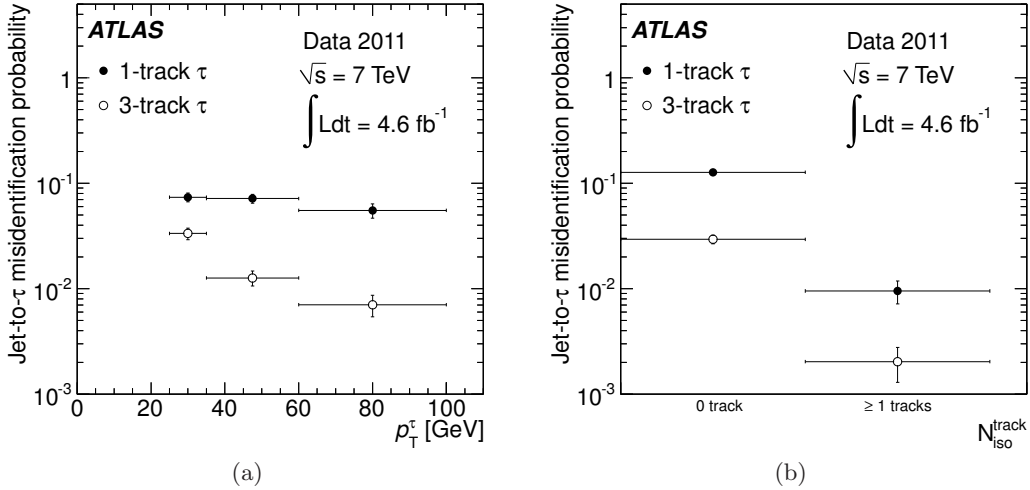 Jet-to-τ misidentification probability
ATLAS
Data 2011
1-track τ
√s = 7 TeV
3-track τ
∫Ldt = 4.6 fb⁻¹
1
10⁻¹
10⁻²
10⁻³
0 20 40 60 80 100
p_T^τ [GeV]
(a)
Jet-to-τ misidentification probability
ATLAS
Data 2011
1-track τ
√s = 7 TeV
3-track τ
∫Ldt = 4.6 fb⁻¹
1
10⁻¹
10⁻²
10⁻³
0 track ≥ 1 tracks
N_iso^track
(b)